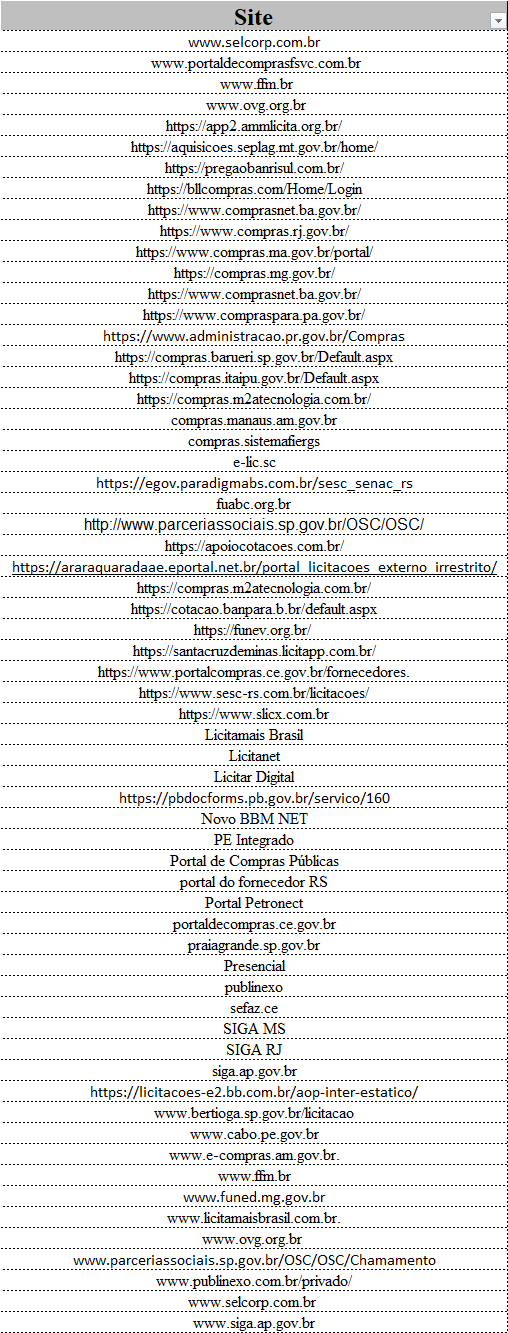 Site
www.selcorp.com.br
www.portaldecomprasfsvc.com.br
www.ffm.br
www.ovg.org.br
https://app2.ammlicita.org.br/
https://aquisicoes.seplag.mt.gov.br/home/
https://pregaobanrisul.com.br/
https://bllcompras.com/Home/Login
https://www.comprasnet.ba.gov.br/
https://www.compras.rj.gov.br/
https://www.compras.ma.gov.br/portal/
https://compras.mg.gov.br/
https://www.comprasnet.ba.gov.br/
https://www.compraspara.pa.gov.br/
https://www.administracao.pr.gov.br/Compras
https://compras.barueri.sp.gov.br/Default.aspx
https://compras.itaipu.gov.br/Default.aspx
https://compras.m2atecnologia.com.br/
compras.manaus.am.gov.br
compras.sistemafiergs
e-lic.sc
https://egov.paradigmabs.com.br/sesc_senac_rs
fuabc.org.br
http://www.parceriassociais.sp.gov.br/OSC/OSC/
https://apoiocotacoes.com.br/
https://araraquaradaae.eportal.net.br/portal_licitacoes_externo_irrestrito/
https://compras.m2atecnologia.com.br/
https://cotacao.banpara.b.br/default.aspx
https://funev.org.br/
https://santacruzdeminas.licitapp.com.br/
https://www.portalcompras.ce.gov.br/fornecedores.
https://www.sesc-rs.com.br/licitacoes/
https://www.slicx.com.br
Licitamais Brasil
Licitanet
Licitar Digital
https://pbdocforms.pb.gov.br/servico/160
Novo BBM NET
PE Integrado
Portal de Compras Públicas
portal do fornecedor RS
Portal Petronect
portaldecompras.ce.gov.br
praiagrande.sp.gov.br
Presencial
publinexo
sefaz.ce
SIGA MS
SIGA RJ
siga.ap.gov.br
https://licitacoes-e2.bb.com.br/aop-inter-estatico/
www.bertioga.sp.gov.br/licitacao
www.cabo.pe.gov.br
www.e-compras.am.gov.br.
www.ffm.br
www.funed.mg.gov.br
www.licitamaisbrasil.com.br.
www.ovg.org.br
www.parceriassociais.sp.gov.br/OSC/OSC/Chamamento
www.publinexo.com.br/privado/
www.selcorp.com.br
www.siga.ap.gov.br